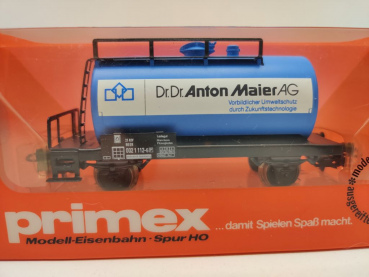 Dr.Dr. Anton Maier AG
Vorbildlicher Umweltschutz
durch Zukunftstechnologie
primex
...damit Spielen Spaß macht.
Modell-Eisenbahn · Spur HO